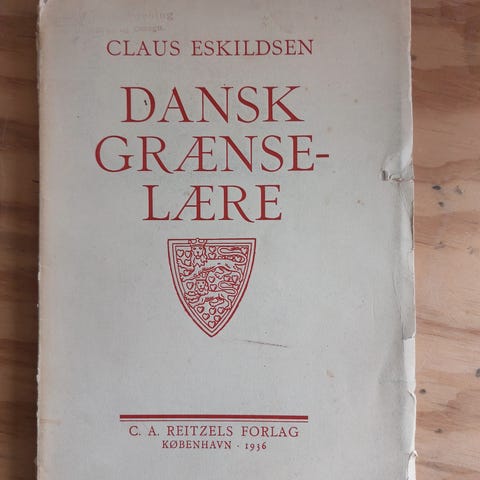 CLAUS ESKILDSEN
DANSK
GRÆNSE-
LÆRE
C. A. REITZELS FORLAG
KØBENHAVN · 1936